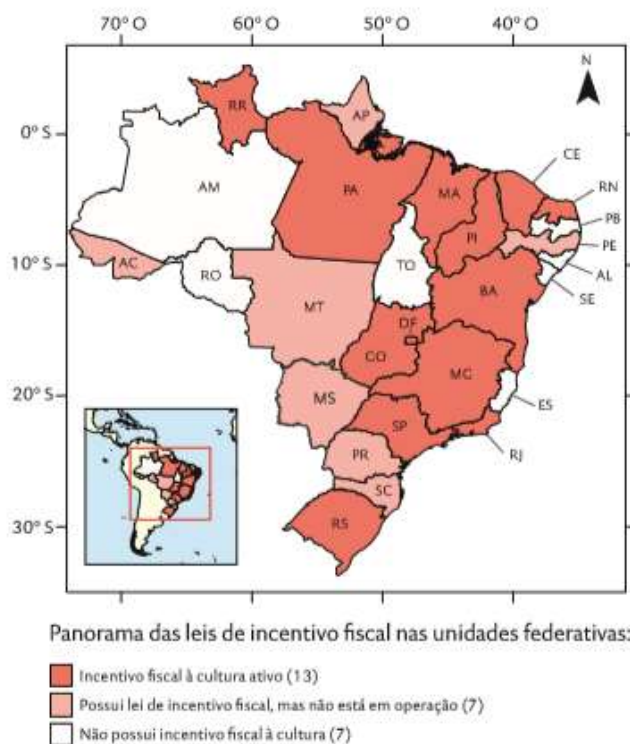 70° O 60° O 50° O 40° O
N
0° S
10° S
20° S
30° S
RR
AP
AM
PA
MA
CE
RN
PB
PE
AL
SE
PI
AC
RO
TO
BA
MT
DF
GO
MG
ES
MS
SP
RJ
PR
SC
RS
Panorama das leis de incentivo fiscal nas unidades federativas:
Incentivo fiscal à cultura ativo (13)
Possui lei de incentivo fiscal, mas não está em operação (7)
Não possui incentivo fiscal à cultura (7)